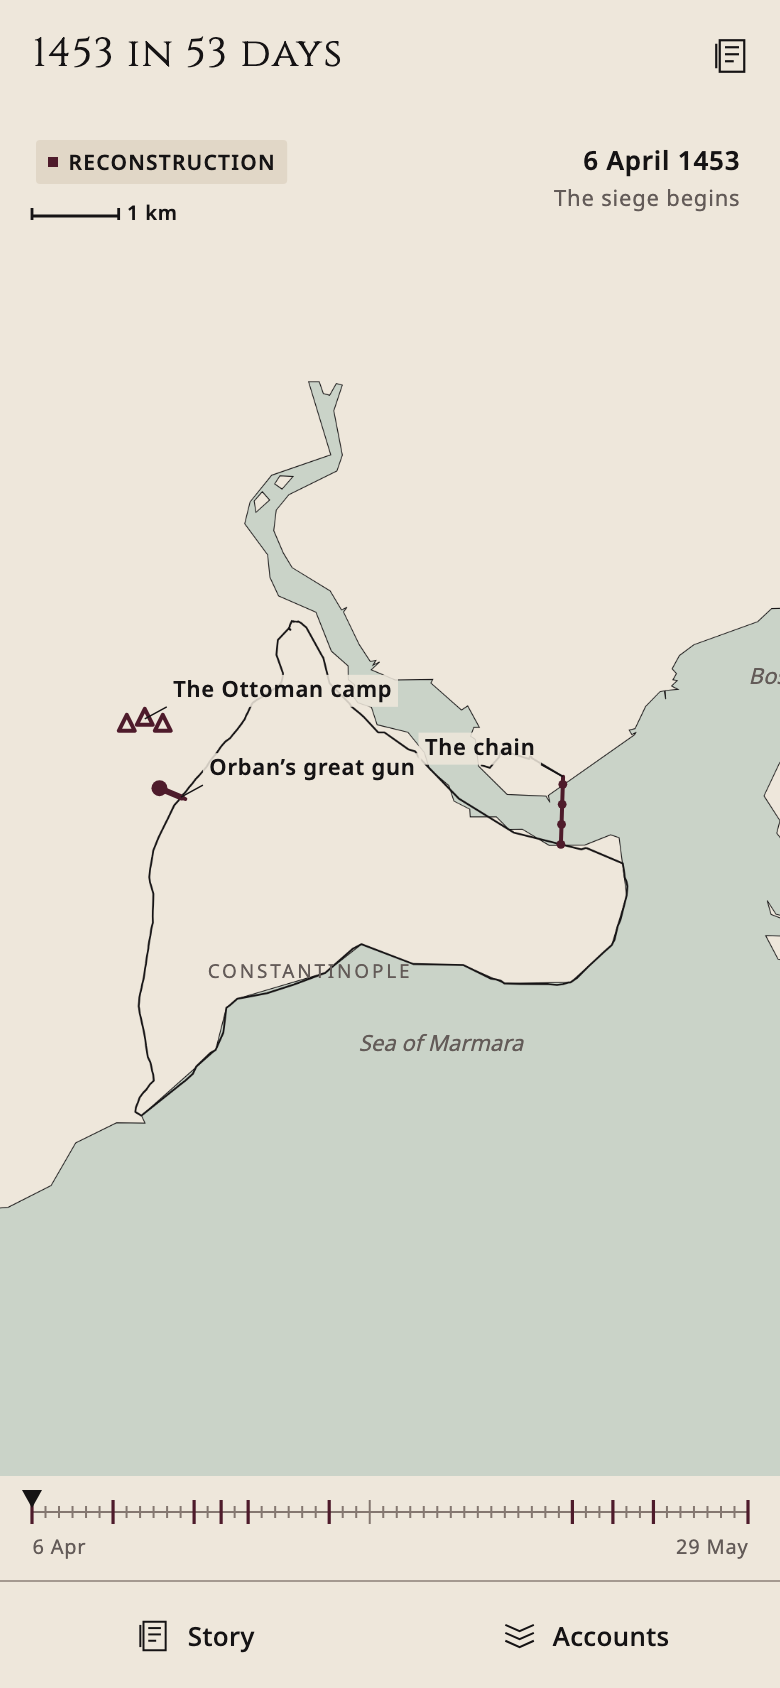 1453 IN 53 DAYS
RECONSTRUCTION
6 April 1453
The siege begins
1 km
Bos
The Ottoman camp
The chain
Orban’s great gun
CONSTANTINOPLE
Sea of Marmara
6 Apr
29 May
Story
Accounts